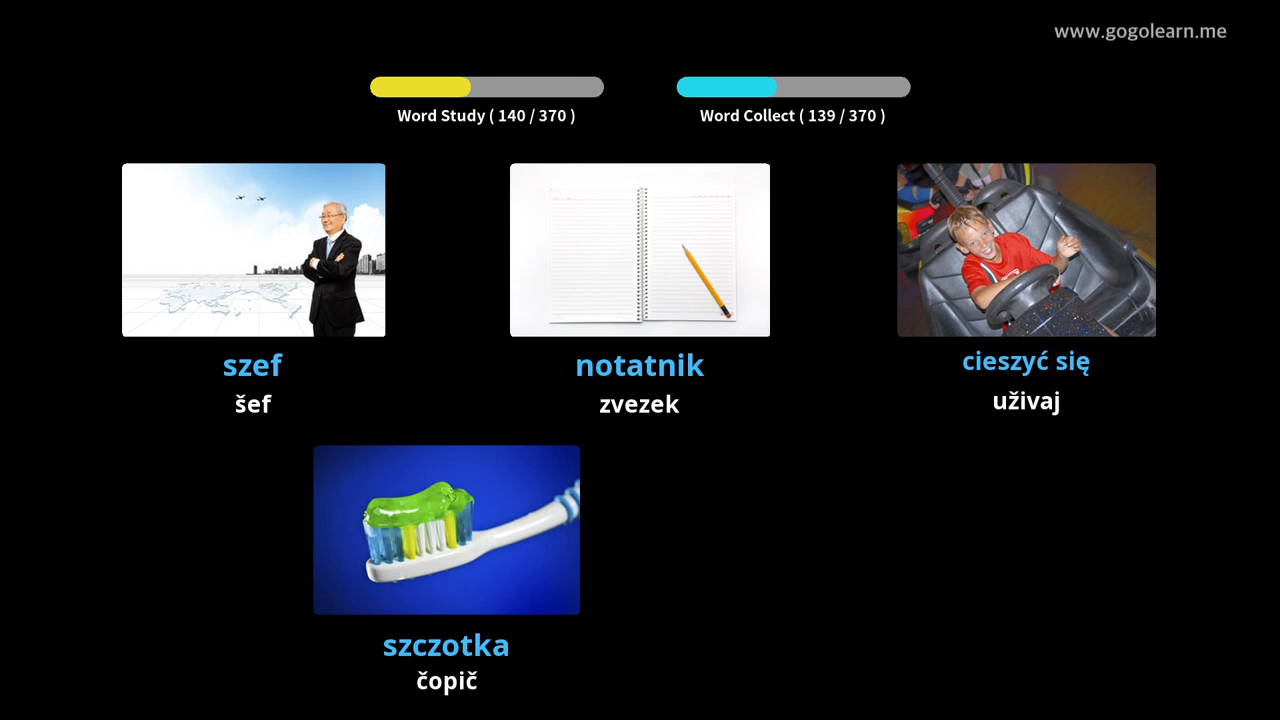 www.gogolearn.me
Word Study ( 140 / 370 )
Word Collect ( 139 / 370 )
szef
šef
notatnik
zvezek
cieszyć się
uživaj
szczotka
čopič